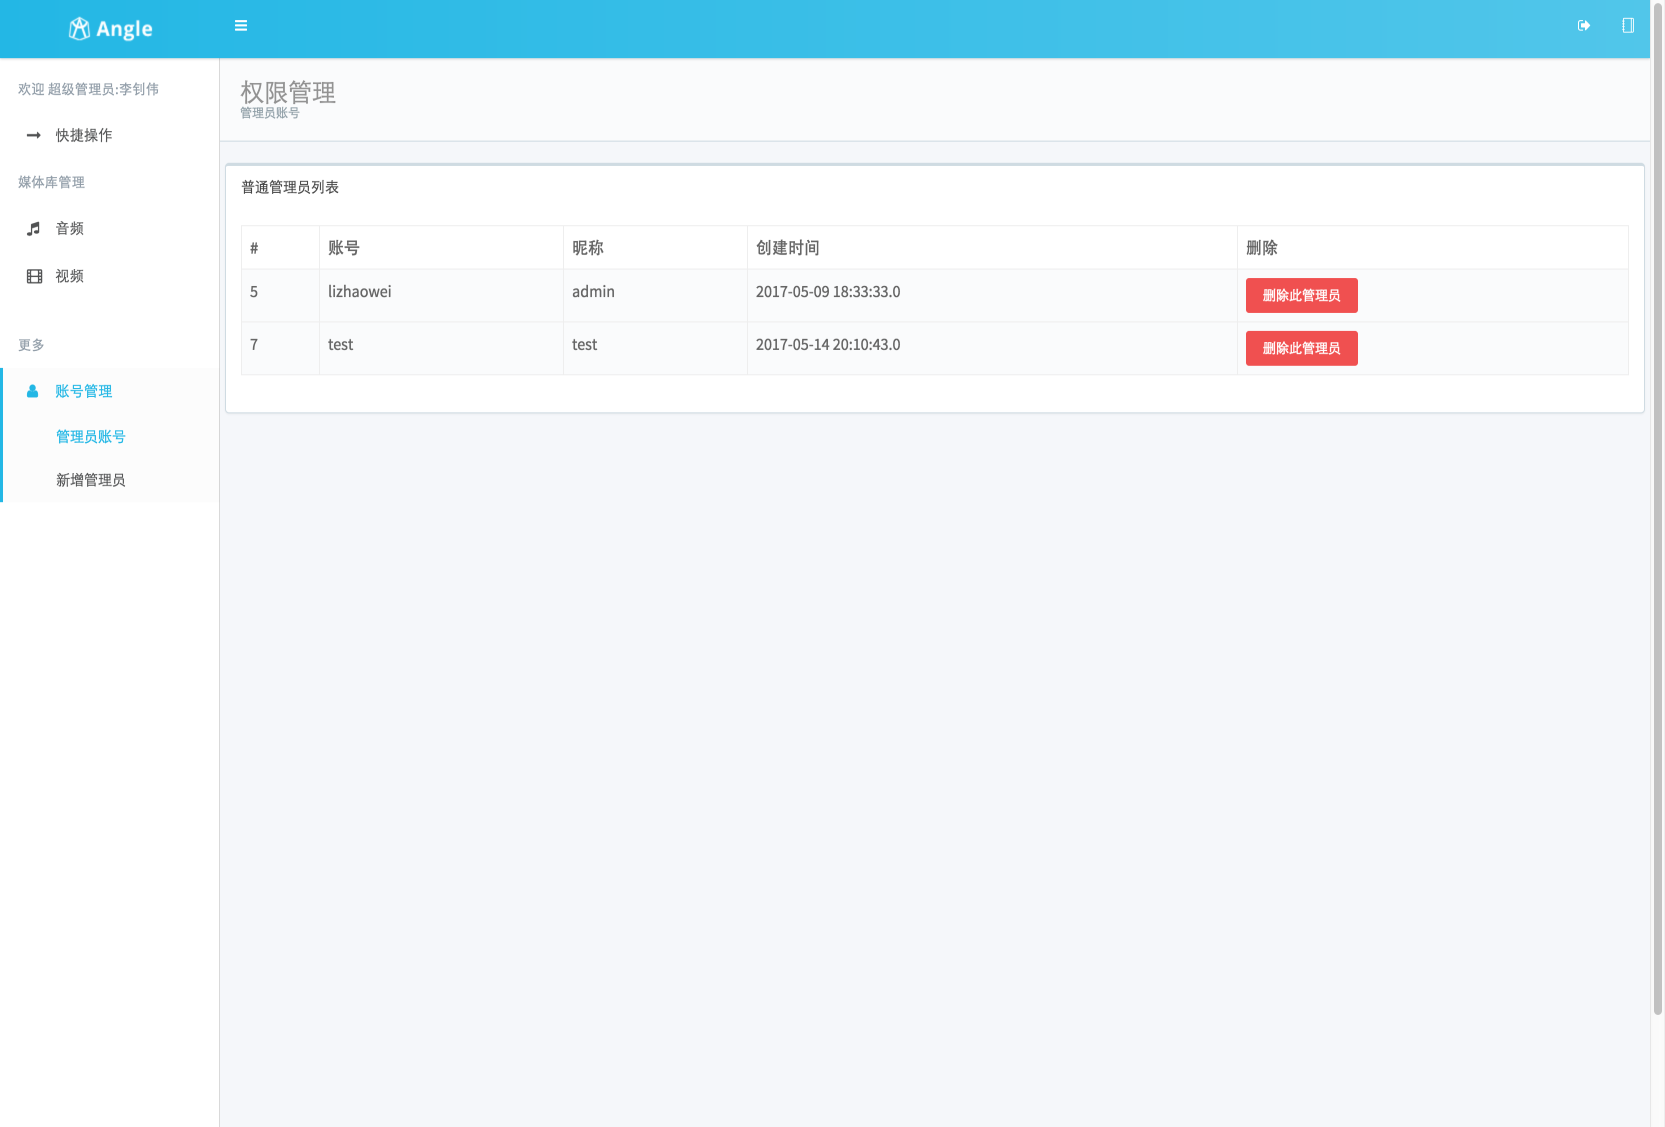 Angle
欢迎 超级管理员:李钊伟
快捷操作
媒体库管理
音频
视频
更多
账号管理
管理员账号
新增管理员
权限管理
管理员账号
普通管理员列表
# 账号 昵称 创建时间 删除
5 lizhaowei admin 2017-05-09 18:33:33.0 删除此管理员
7 test test 2017-05-14 20:10:43.0 删除此管理员